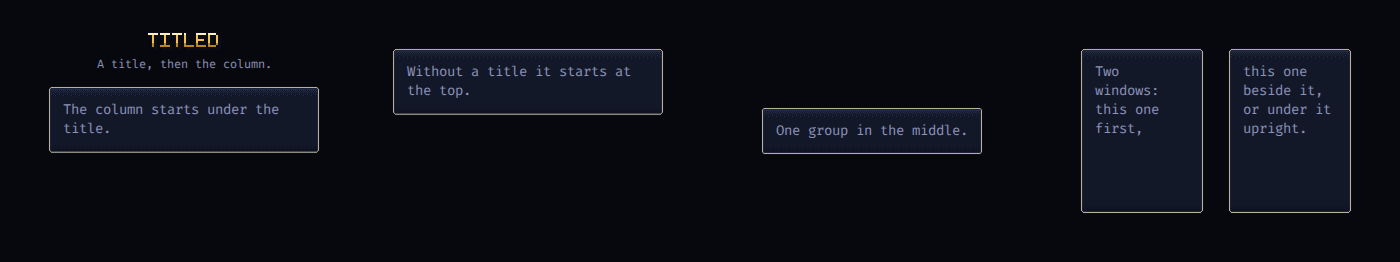 TITLED
A title, then the column.
The column starts under the
title.
Without a title it starts at
the top.
One group in the middle.
Two
windows:
this one
first,
this one
beside it,
or under it
upright.